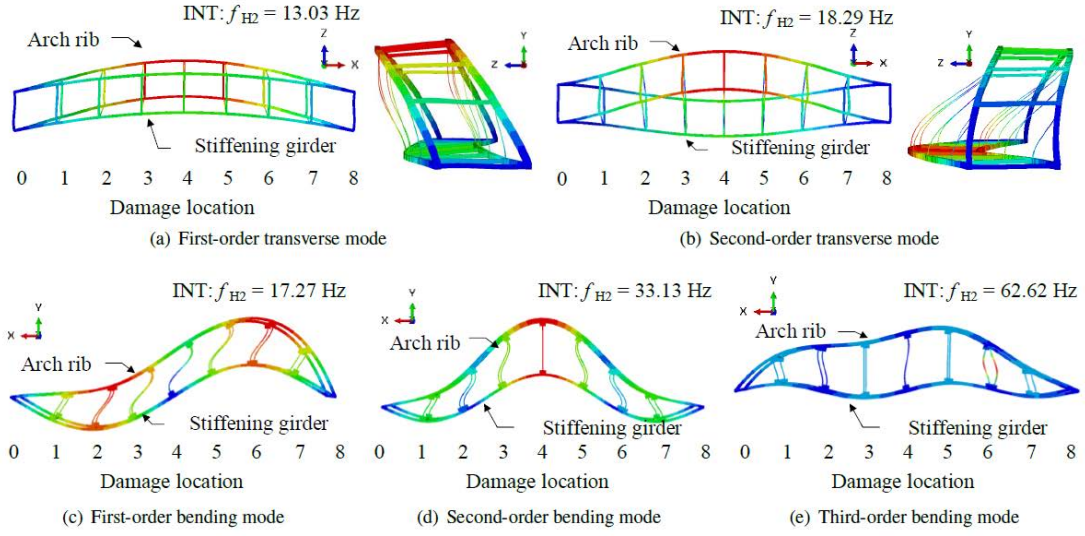 INT: f H2 = 13.03 Hz
Arch rib
Z
X
Y
Z
Stiffening girder
0 1 2 3 4 5 6 7 8
Damage location
(a) First-order transverse mode
INT: f H2 = 18.29 Hz
Arch rib
Z
X
Y
Z
Stiffening girder
0 1 2 3 4 5 6 7 8
Damage location
(b) Second-order transverse mode
INT: f H2 = 17.27 Hz
Y
X
Arch rib
Stiffening girder
0 1 2 3 4 5 6 7 8
Damage location
(c) First-order bending mode
INT: f H2 = 33.13 Hz
Y
X
Arch rib
Stiffening girder
0 1 2 3 4 5 6 7 8
Damage location
(d) Second-order bending mode
INT: f H2 = 62.62 Hz
Y
X
Arch rib
Stiffening girder
0 1 2 3 4 5 6 7 8
Damage location
(e) Third-order bending mode